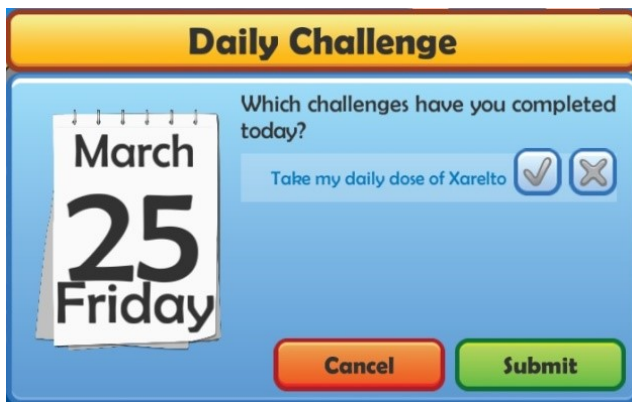 Daily Challenge
March
25
Friday
Which challenges have you completed
today?
Take my daily dose of Xarelto
Cancel
Submit